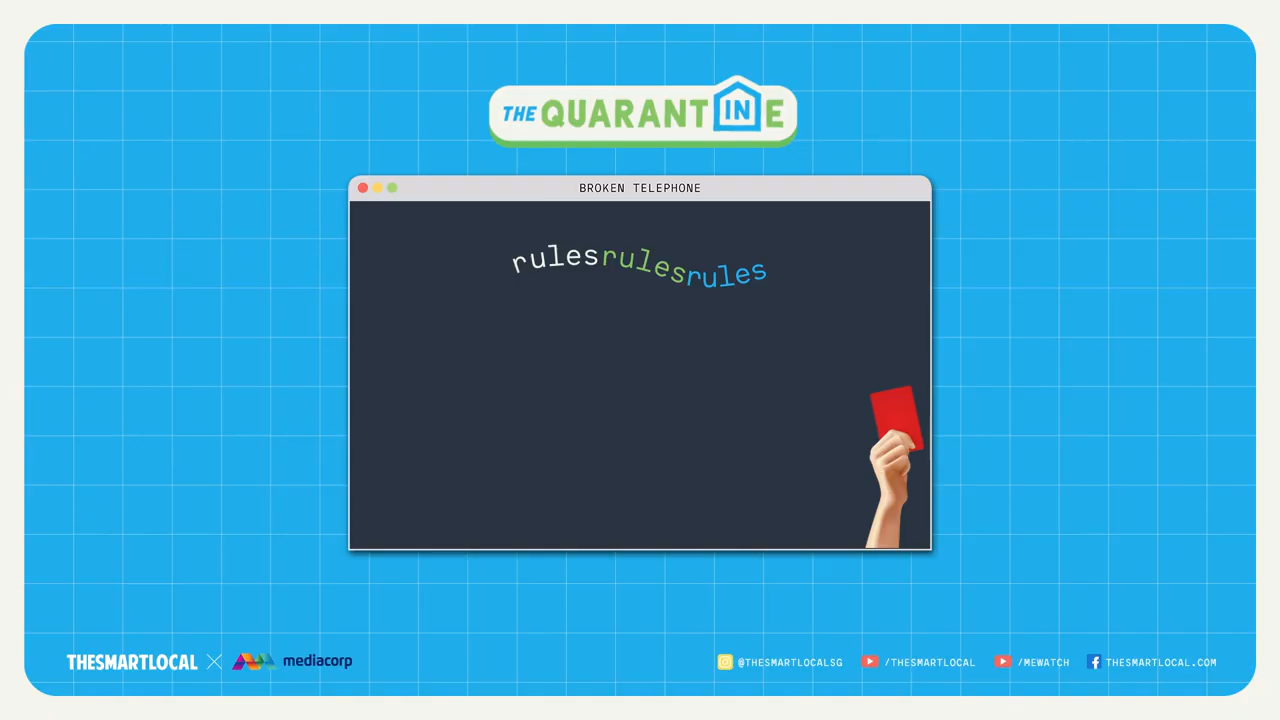 THE QUARANTINE
BROKEN TELEPHONE
rulesrulesrules
THESMARTLOCAL mediacorp @THESMARTLOCALSG /THESMARTLOCAL /MEWATCH THESMARTLOCAL.COM